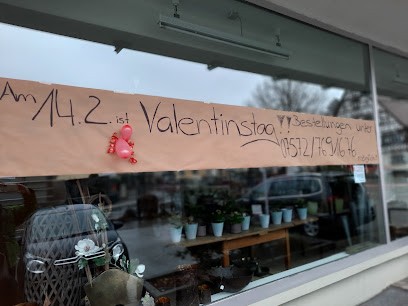 Am 14.2. ist Valentinstag!! Bestellungen unter